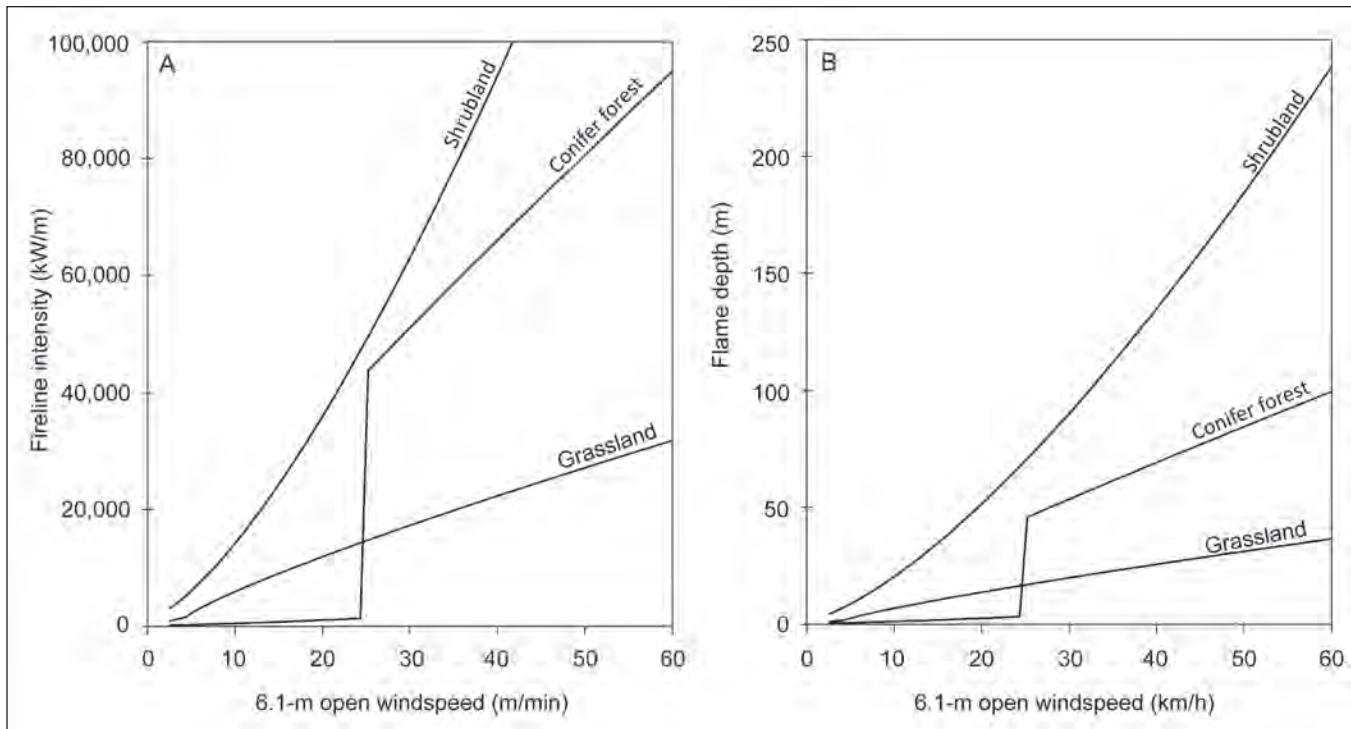 A
100,000
80,000
60,000
40,000
20,000
0
Fireline intensity (kW/m)
Shrubland
Conifer forest
Grassland
0 10 20 30 40 50 60
6.1-m open windspeed (m/min)
B
250
200
150
100
50
0
Flame depth (m)
Shrubland
Conifer forest
Grassland
0 10 20 30 40 50 60
6.1-m open windspeed (km/h)